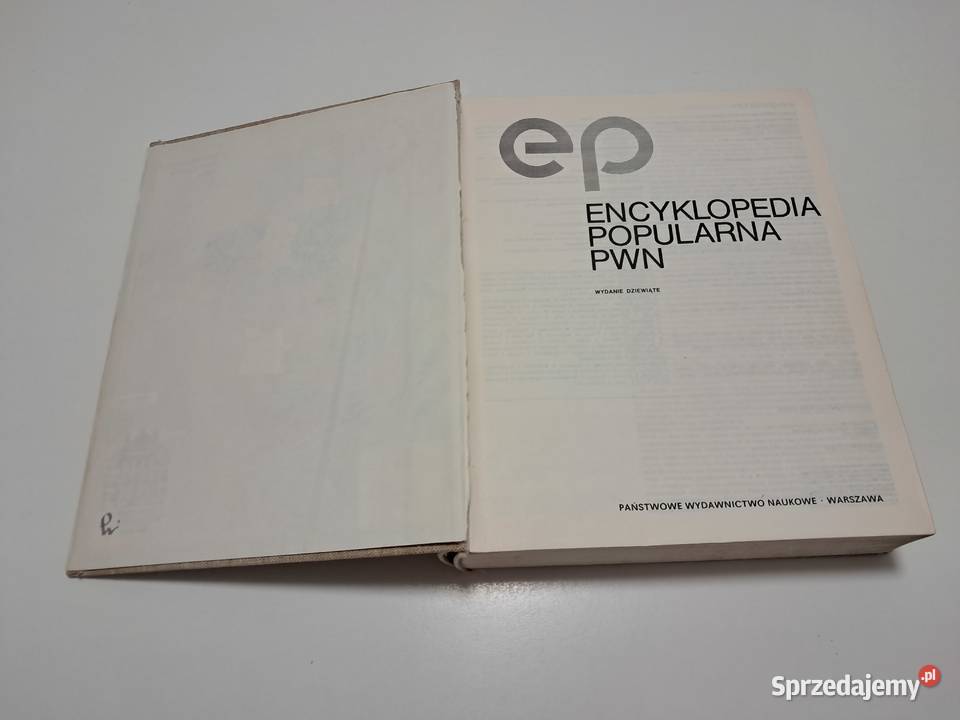 ep
ENCYKLOPEDIA
POPULARNA
PWN
WYDANIE DZIEWIĄTE
PAŃSTWOWE WYDAWNICTWO NAUKOWE · WARSZAWA
Sprzedajemy.pl